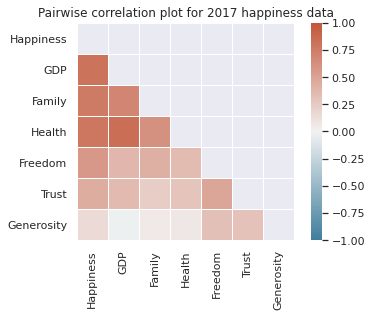 Pairwise correlation plot for 2017 happiness data
Happiness
GDP
Family
Health
Freedom
Trust
Generosity
Happiness
GDP
Family
Health
Freedom
Trust
Generosity
1.00
0.75
0.50
0.25
0.00
−0.25
−0.50
−0.75
−1.00